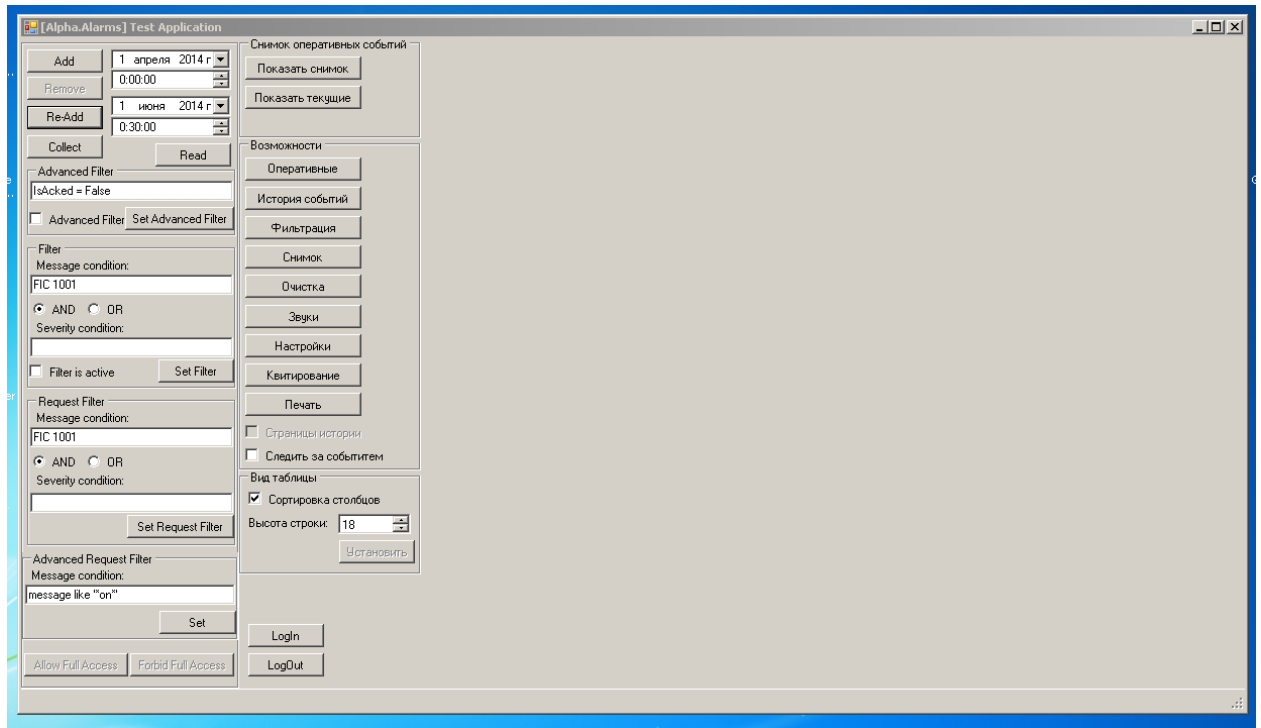 [Alpha.Alarms] Test Application
Add
1 апреля 2014 г
Remove
0:00:00
Re-Add
1 июня 2014 г
0:30:00
Collect
Read
Advanced Filter
IsAcked = False
Advanced Filter
Set Advanced Filter
Filter
Message condition:
FIC 1001
AND OR
Severity condition:
Filter is active
Set Filter
Request Filter
Message condition:
FIC 1001
AND OR
Severity condition:
Set Request Filter
Advanced Request Filter
Message condition:
message like '"on"'
Set
Allow Full Access
Forbid Full Access
Снимок оперативных событий
Показать снимок
Показать текущие
Возможности
Оперативные
История событий
Фильтрация
Снимок
Очистка
Звуки
Настройки
Квитирование
Печать
Страницы истории
Следить за событитем
Вид таблицы
Сортировка столбцов
Высота строки: 18
Установить
LogIn
LogOut